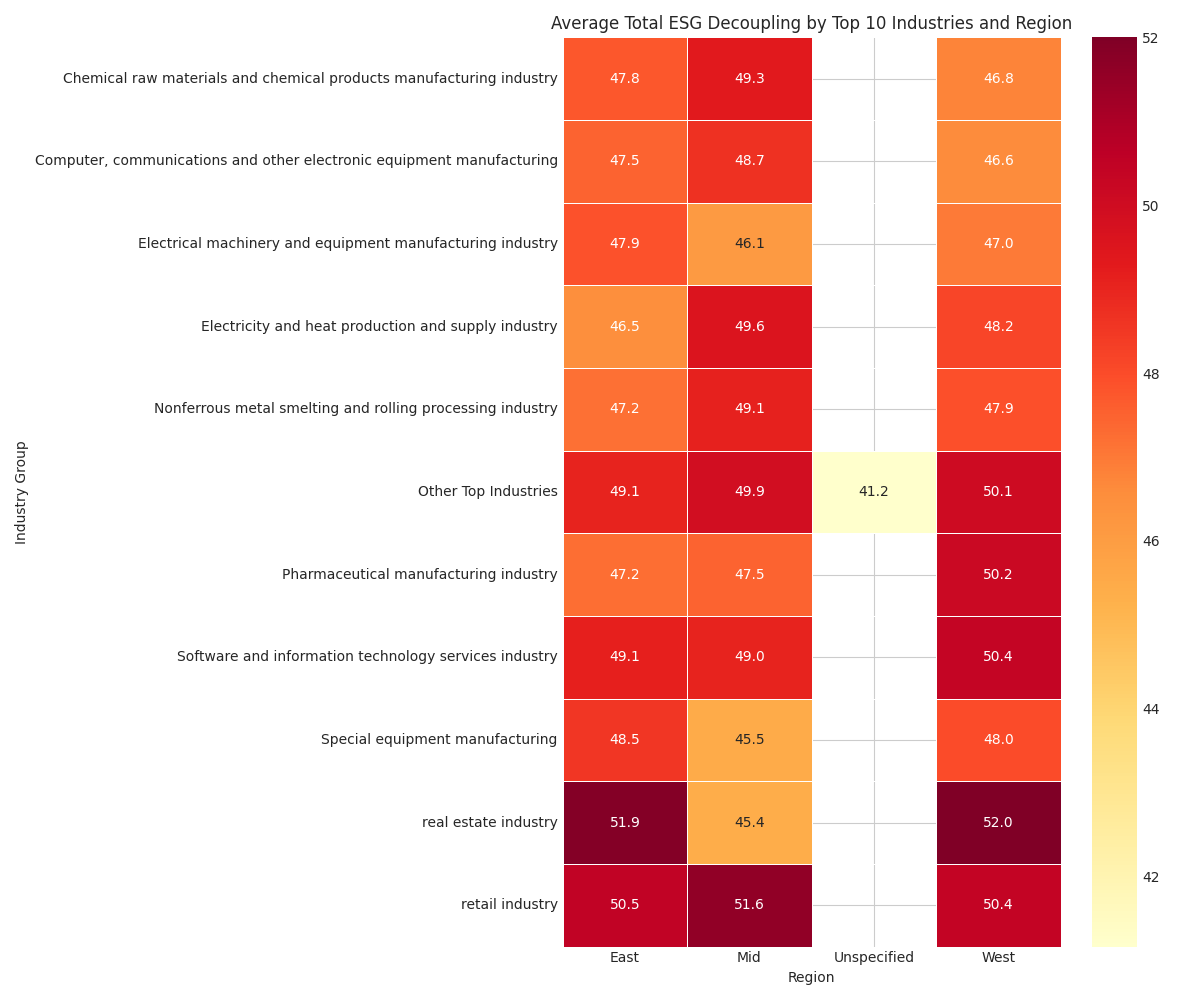 Average Total ESG Decoupling by Top 10 Industries and Region
Chemical raw materials and chemical products manufacturing industry 47.8 49.3 46.8
Computer, communications and other electronic equipment manufacturing 47.5 48.7 46.6
Electrical machinery and equipment manufacturing industry 47.9 46.1 47.0
Electricity and heat production and supply industry 46.5 49.6 48.2
Nonferrous metal smelting and rolling processing industry 47.2 49.1 47.9
Other Top Industries 49.1 49.9 41.2 50.1
Pharmaceutical manufacturing industry 47.2 47.5 50.2
Software and information technology services industry 49.1 49.0 50.4
Special equipment manufacturing 48.5 45.5 48.0
real estate industry 51.9 45.4 52.0
retail industry 50.5 51.6 50.4
East Mid Unspecified West
Region
Industry Group
52
50
48
46
44
42